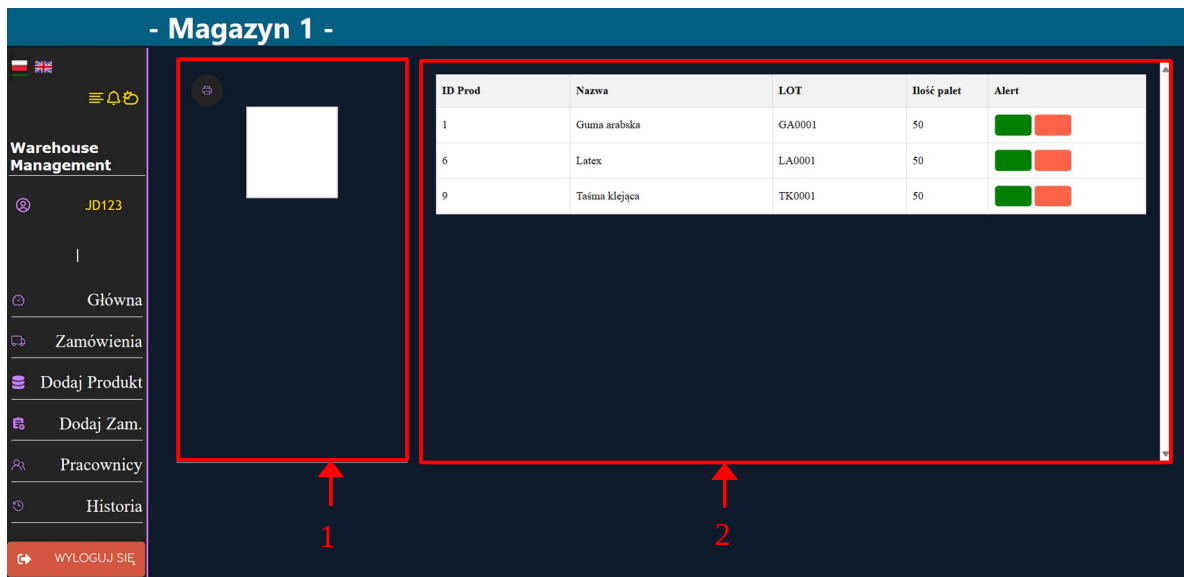 - Magazyn 1 -
Warehouse
Management
JD123
Główna
Zamówienia
Dodaj Produkt
Dodaj Zam.
Pracownicy
Historia
WYLOGUJ SIĘ
ID Prod Nazwa LOT Ilość palet Alert
1 Guma arabska GA0001 50
6 Latex LA0001 50
9 Taśma klejąca TK0001 50
1
2